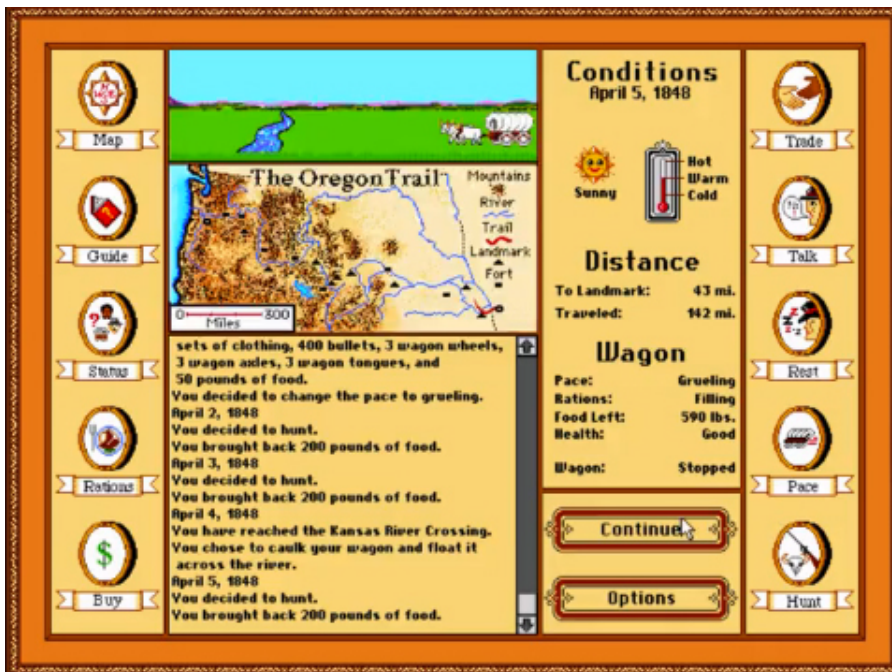 Map
Guide
Status
Rations
$
Buy
The Oregon Trail
Mountains
River
Trail
Landmark
Fort
0 300
Miles
sets of clothing, 400 bullets, 3 wagon wheels,
3 wagon axles, 3 wagon tongues, and
50 pounds of food.
You decided to change the pace to grueling.
April 2, 1848
You decided to hunt.
You brought back 200 pounds of food.
April 3, 1848
You decided to hunt.
You brought back 200 pounds of food.
April 4, 1848
You have reached the Kansas River Crossing.
You chose to caulk your wagon and float it
across the river.
April 5, 1848
You decided to hunt.
You brought back 200 pounds of food.
Conditions
April 5, 1848
Sunny
Hot
Warm
Cold
Distance
To Landmark: 43 mi.
Traveled: 142 mi.
Wagon
Pace: Grueling
Rations: Filling
Food Left: 590 lbs.
Health: Good
Wagon: Stopped
Continue
Options
Trade
Talk
Rest
Pace
Hunt